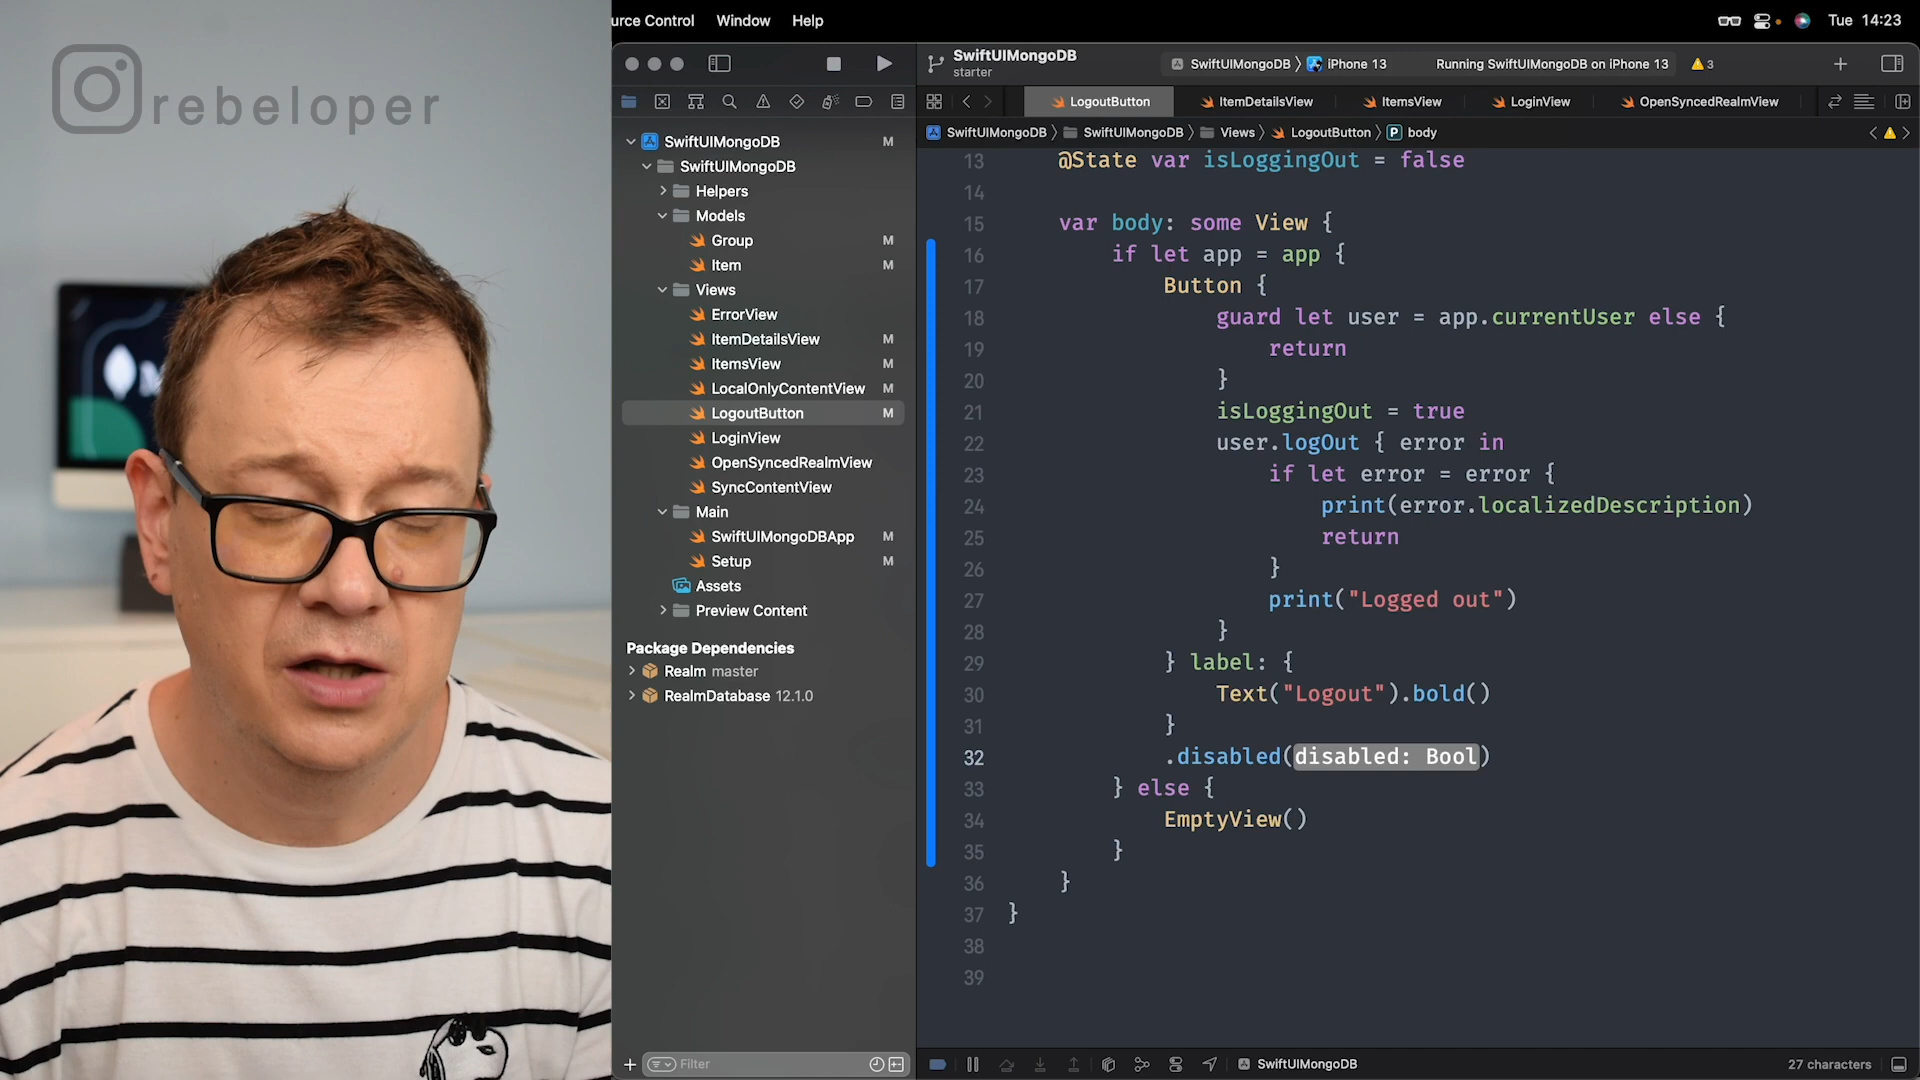 rebeloper
urce Control Window Help
Tue 14:23
SwiftUIMongoDB
starter
SwiftUIMongoDB 〉 iPhone 13
Running SwiftUIMongoDB on iPhone 13
3
LogoutButton
ItemDetailsView
ItemsView
LoginView
OpenSyncedRealmView
SwiftUIMongoDB 〉 SwiftUIMongoDB 〉 Views 〉 LogoutButton 〉 P body
SwiftUIMongoDB M
SwiftUIMongoDB
Helpers
Models
Group M
Item M
Views
ErrorView
ItemDetailsView M
ItemsView M
LocalOnlyContentView M
LogoutButton M
LoginView
OpenSyncedRealmView
SyncContentView
Main
SwiftUIMongoDBApp M
Setup M
Assets
Preview Content
Package Dependencies
Realm master
RealmDatabase 12.1.0
Filter
13 @State var isLoggingOut = false
14
15 var body: some View {
16 if let app = app {
17 Button {
18 guard let user = app.currentUser else {
19 return
20 }
21 isLoggingOut = true
22 user.logOut { error in
23 if let error = error {
24 print(error.localizedDescription)
25 return
26 }
27 print("Logged out")
28 }
29 } label: {
30 Text("Logout").bold()
31 }
32 .disabled(disabled: Bool)
33 } else {
34 EmptyView()
35 }
36 }
37 }
38
39
SwiftUIMongoDB
27 characters